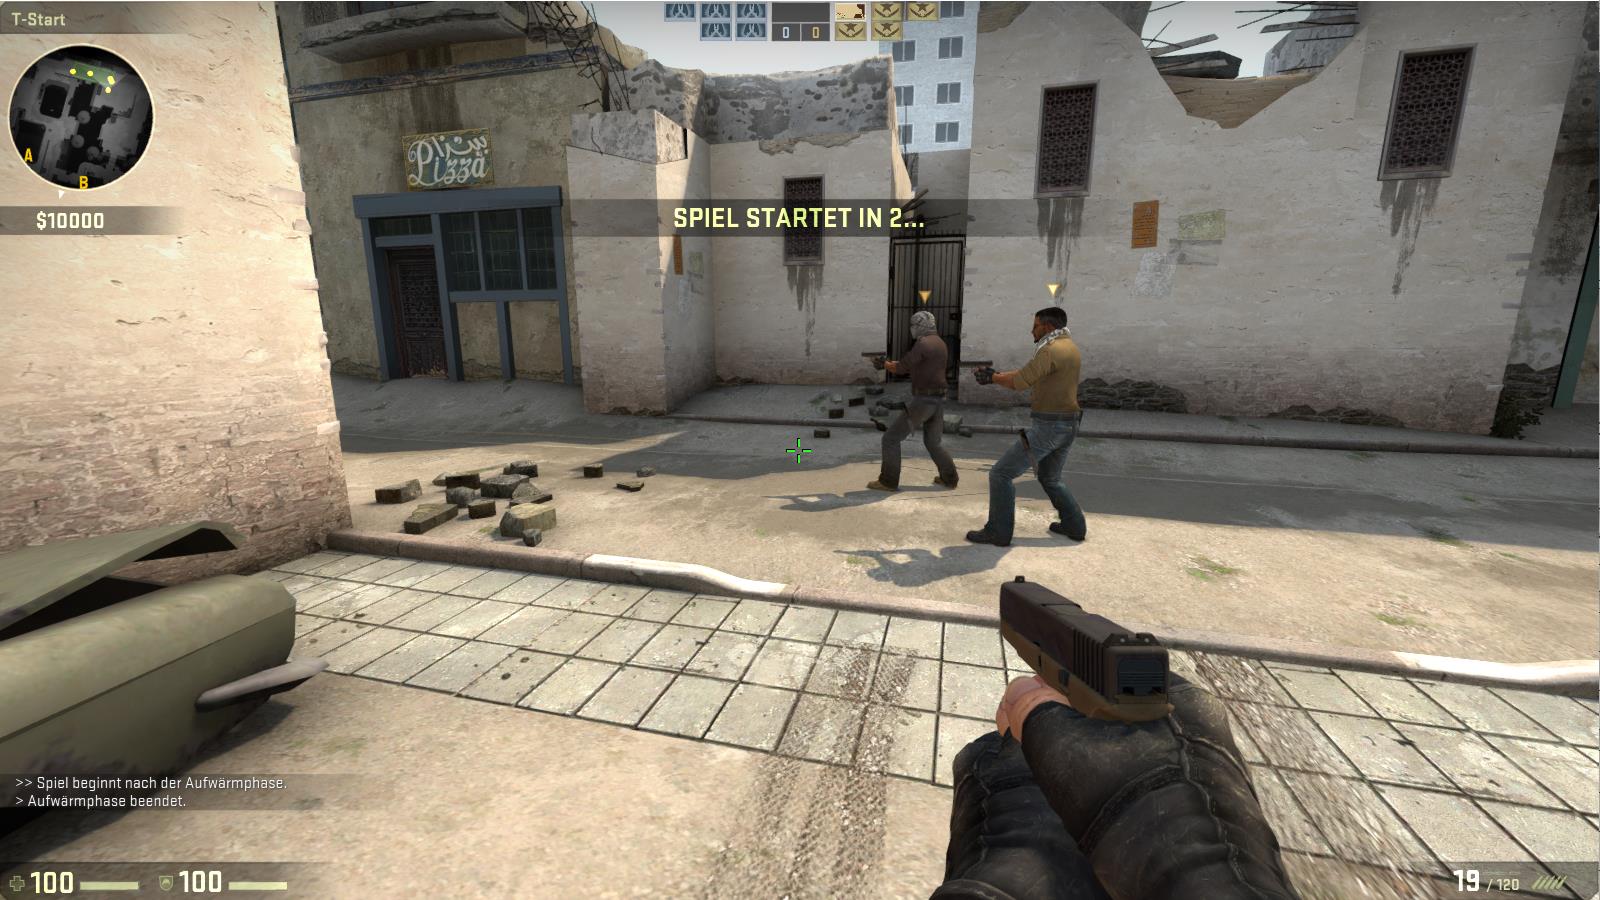 T-Start
0 0
A
B
$10000
بيتزا
Pizza
SPIEL STARTET IN 2...
>> Spiel beginnt nach der Aufwärmphase.
> Aufwärmphase beendet.
100 100
19 / 120